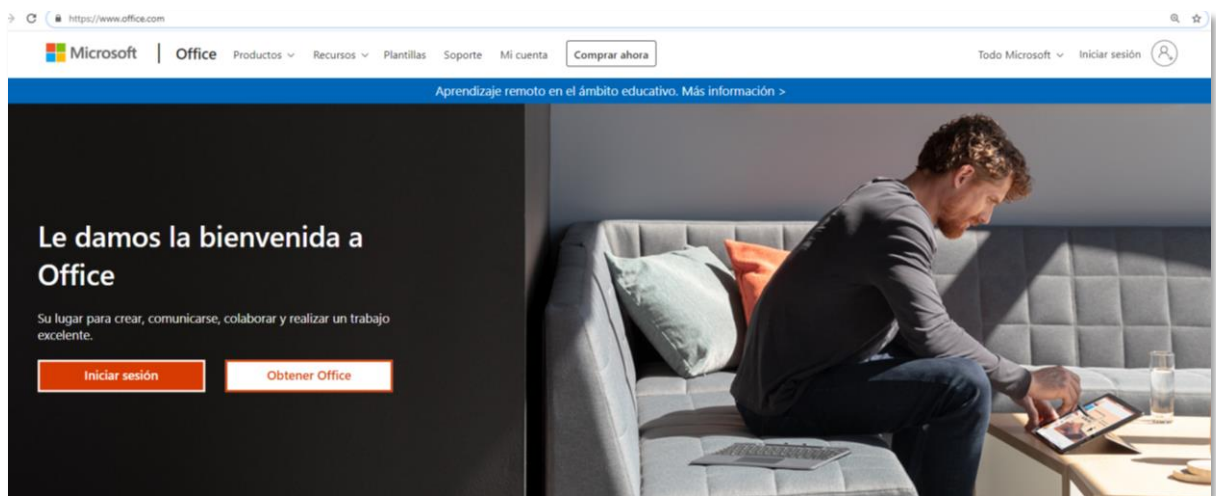 https://www.office.com
Microsoft | Office Productos Recursos Plantillas Soporte Mi cuenta Comprar ahora Todo Microsoft Iniciar sesión
Aprendizaje remoto en el ámbito educativo. Más información >
Le damos la bienvenida a
Office
Su lugar para crear, comunicarse, colaborar y realizar un trabajo
excelente.
Iniciar sesión Obtener Office